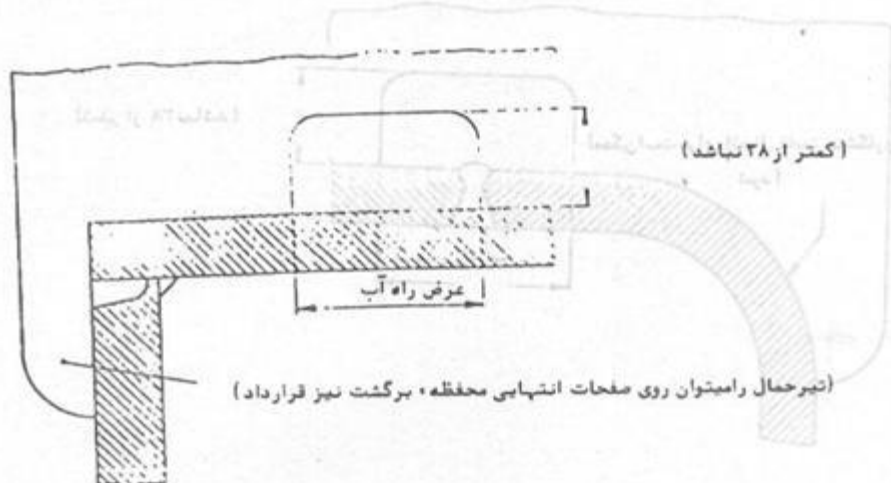 ( کمتر از ۳۸ نباشد )
عرض راه آب
(تیرحمال رامیتوان روی صفحات انتهایی محفظه ء برگشت نیز قرارداد )